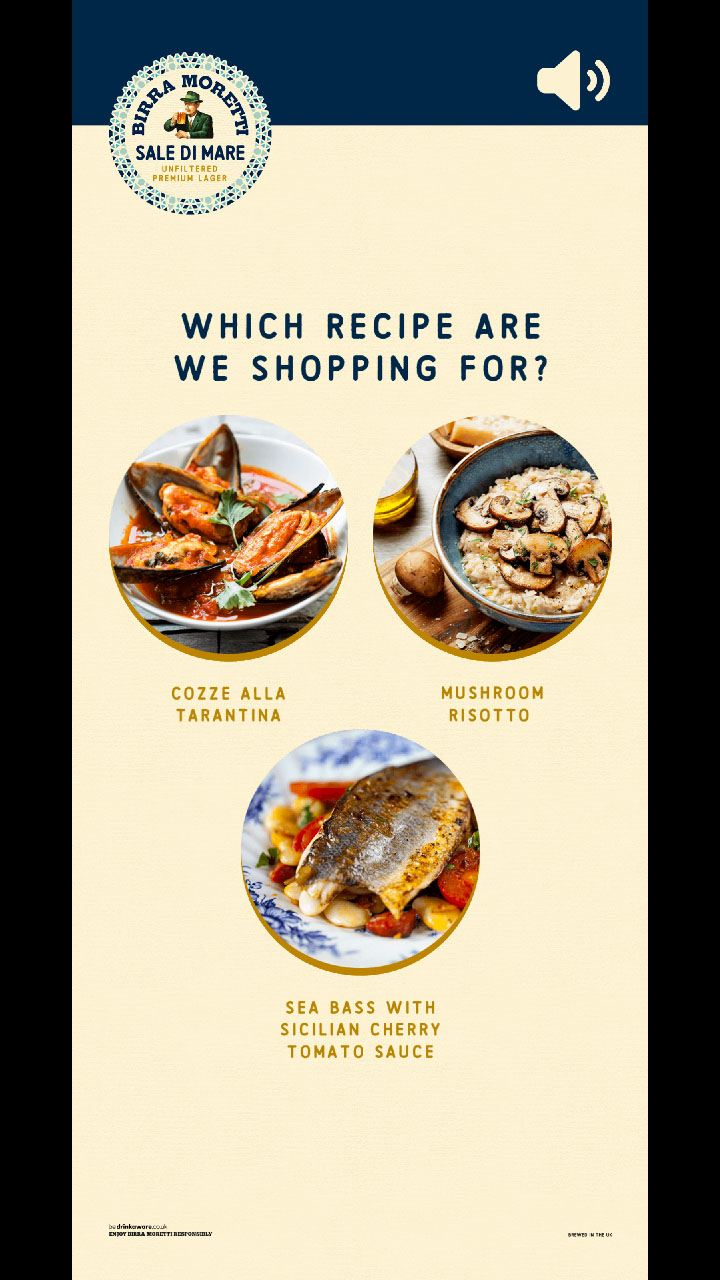 BIRRA MORETTI
SALE DI MARE
UNFILTERED
PREMIUM LAGER
WHICH RECIPE ARE
WE SHOPPING FOR?
COZZE ALLA
TARANTINA
MUSHROOM
RISOTTO
SEA BASS WITH
SICILIAN CHERRY
TOMATO SAUCE
be drinkaware.co.uk
ENJOY BIRRA MORETTI RESPONSIBLY
BREWED IN THE UK